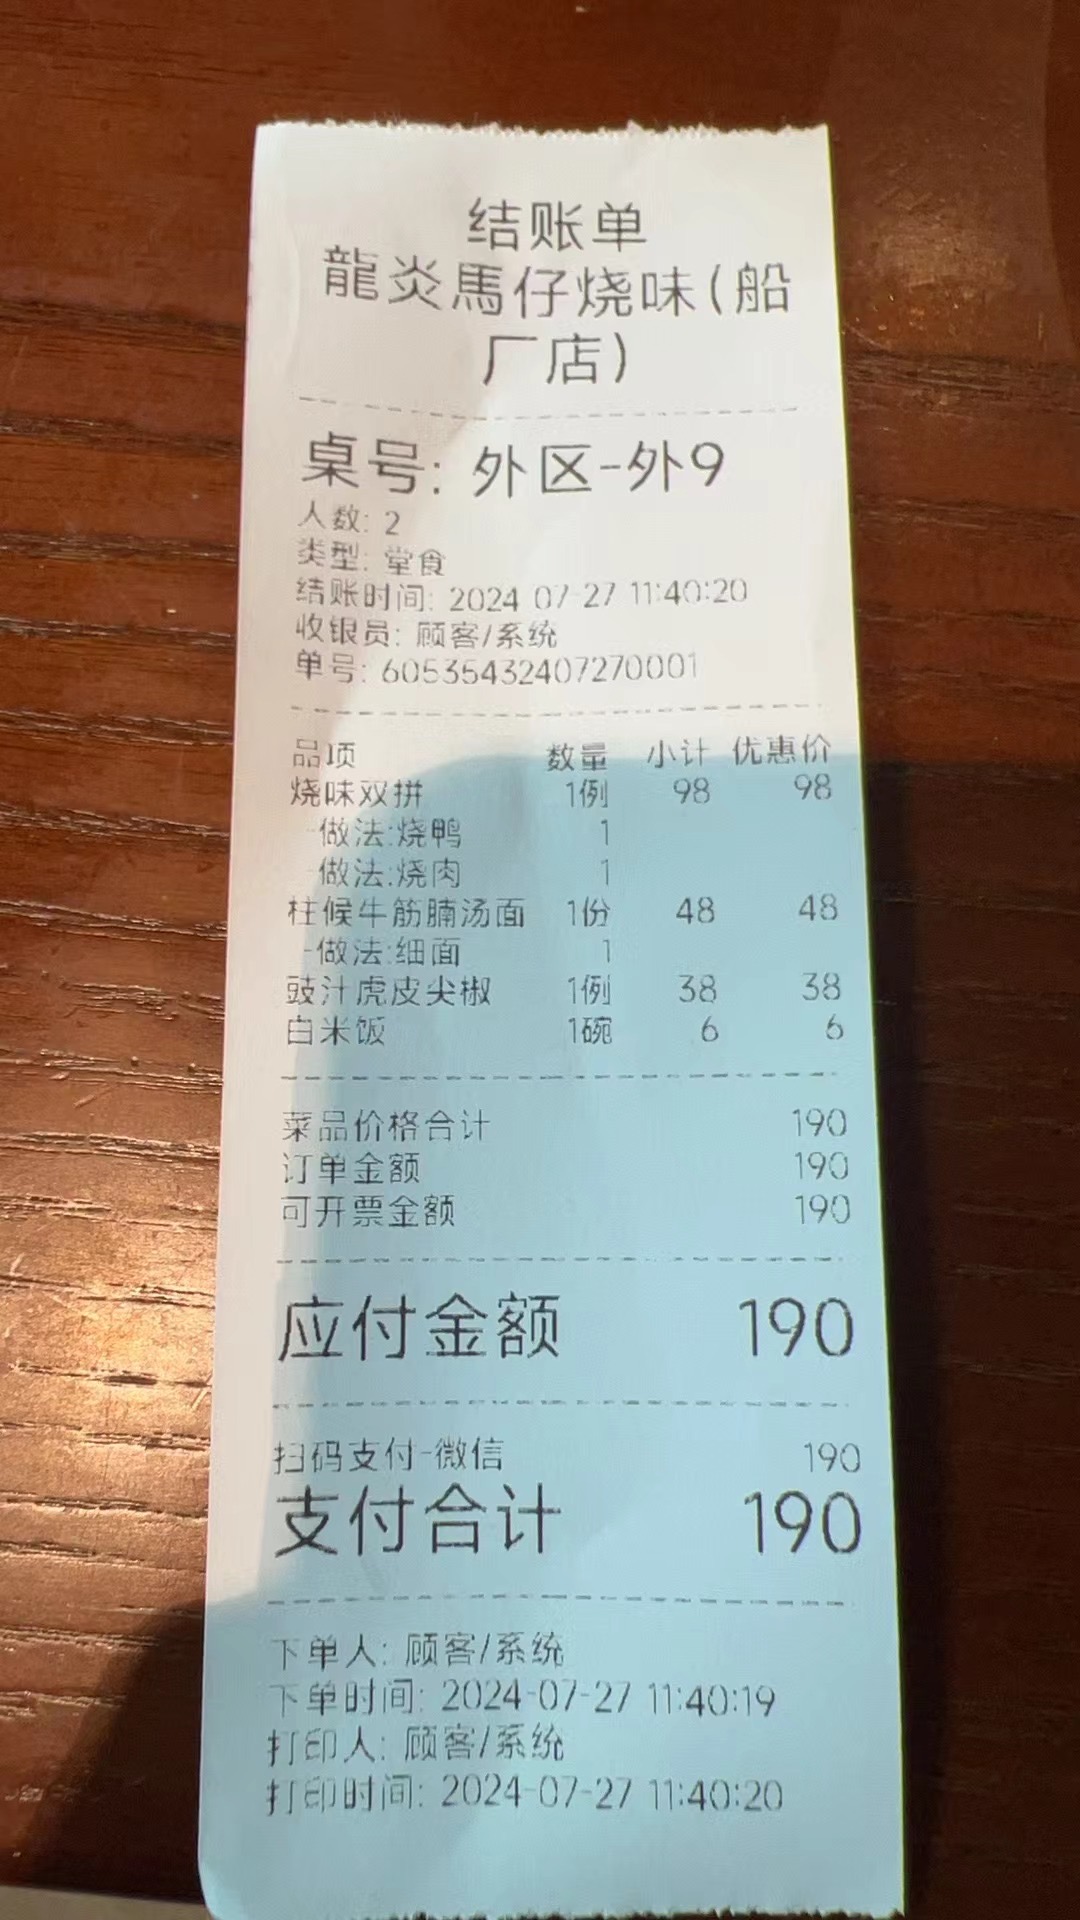 结账单
龍炎馬仔烧味(船
厂店)
桌号: 外区-外9
人数: 2
类型: 堂食
结账时间: 2024-07-27 11:40:20
收银员: 顾客/系统
单号: 60535432407270001
品项 数量 小计 优惠价
烧味双拼 1例 98 98
-做法:烧鸭 1
-做法:烧肉 1
柱候牛筋腩汤面 1份 48 48
-做法:细面 1
豉汁虎皮尖椒 1例 38 38
白米饭 1碗 6 6
菜品价格合计 190
订单金额 190
可开票金额 190
应付金额 190
扫码支付-微信 190
支付合计 190
下单人: 顾客/系统
下单时间: 2024-07-27 11:40:19
打印人: 顾客/系统
打印时间: 2024-07-27 11:40:20